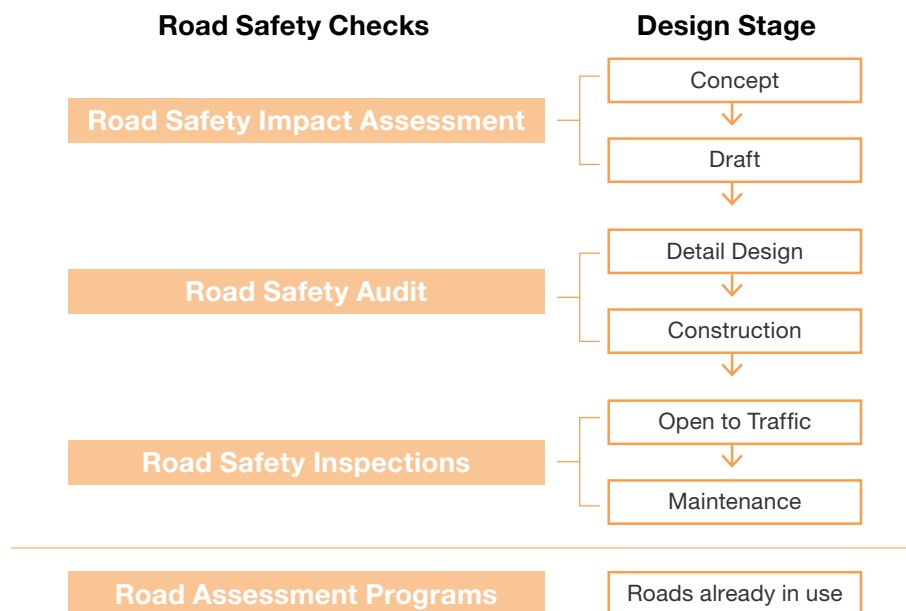 Road Safety Checks
Design Stage
Road Safety Impact Assessment
Concept
Draft
Road Safety Audit
Detail Design
Construction
Road Safety Inspections
Open to Traffic
Maintenance
Road Assessment Programs
Roads already in use